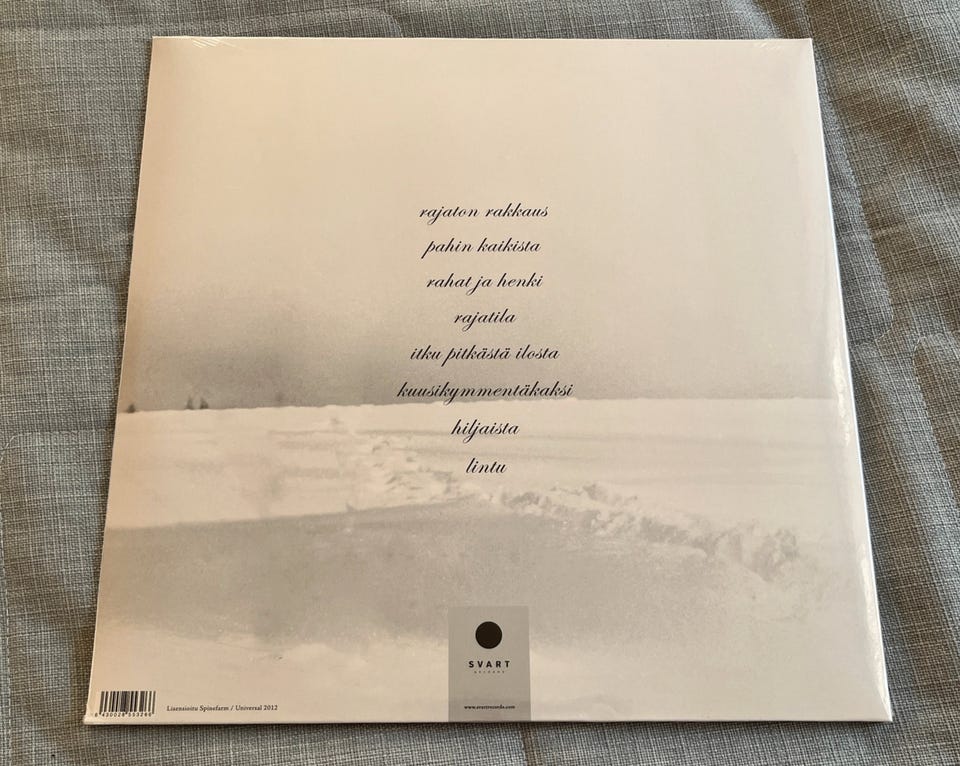 rajaton rakkaus
pahin kaikista
rahat ja henki
rajatila
itku pitkästä ilosta
kuusikymmentäkaksi
hiljaista
lintu
SVART
RECORDS
www.svartrecords.com
Lisensioitu Spinefarm / Universal 2012